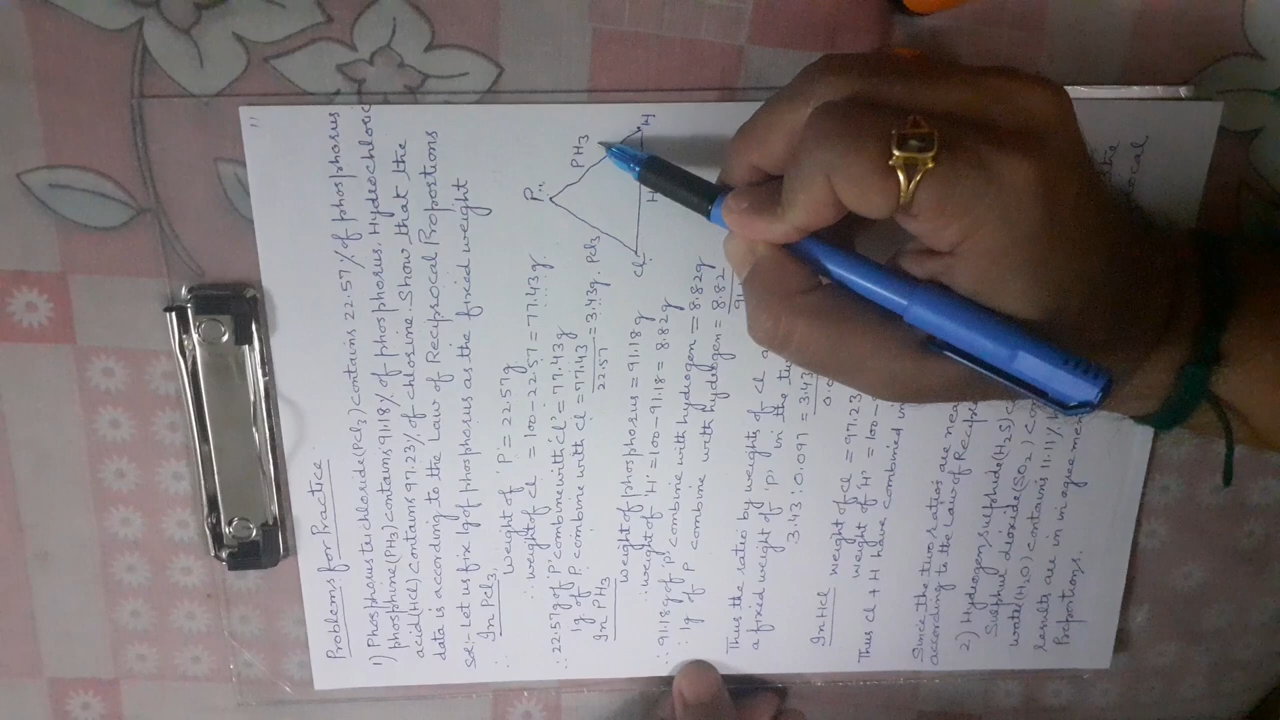 Problems for Practice
1) Phosphorus trichloride (Pcl3) contains 22.57% of phosphorus
phosphine (PH3) contains 91.18% of phosphorus. Hydrochloric
acid (HCl) contains 97.23% of chlorine. Show that the
data is according to the Law of Reciprocal Proportions
Sol:- Let us fix 1g of phosphorus as the fixed weight
In Pcl3,
Weight of 'P' = 22.57g.
∴ weight of Cl = 100-22.57 = 77.43g.
∴ 22.57g of 'P' combine with Cl = 77.43g
1g of P combine with Cl = 77.43 = 3.43g.
22.57
In PH3
Weight of phosphorus = 91.18g
∴ weight of 'H' = 100-91.18 = 8.82g
∴ 91.18g of 'P' combine with hydrogen = 8.82g
∴ 1g of P combine with hydrogen = 8.82
91
P
PH3
Pcl3
Cl
H
H
Thus the ratio by weights of Cl a
a fixed weight of 'P' in the
3.43 : 0.097 = 3.43
0.0
In HCl
weight of Cl = 97.23
weight of 'H' = 100-
Thus Cl + H have combined in
Since the two ratios are nea
according to the Law of Recip
2) Hydrogen sulphide (H2S) C
Sulphur dioxide (SO2) Co
water (H2O) contains 11.11%
the
rocal
results are in agreemen
Proportions.
11